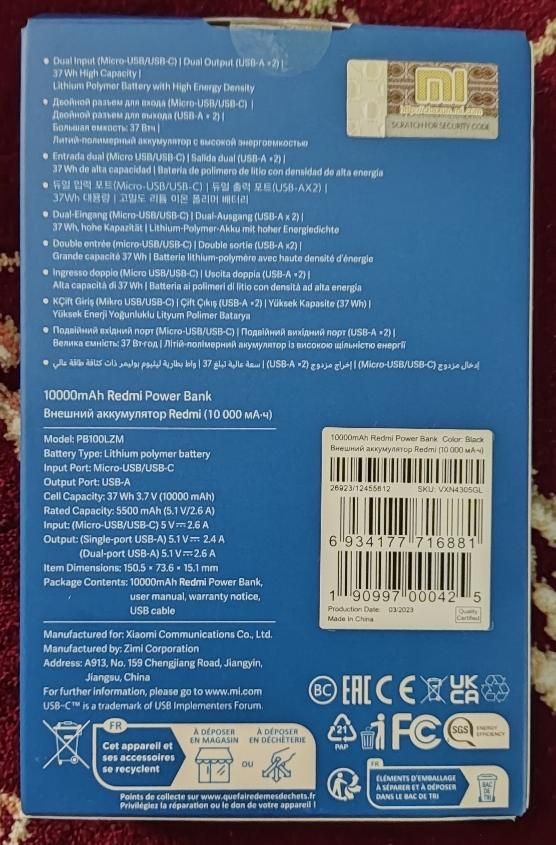 • Dual Input (Micro-USB/USB-C) | Dual Output (USB-A ×2) |
37 Wh High Capacity |
Lithium Polymer Battery with High Energy Density
• Двойной разъем для входа (Micro-USB/USB-C) |
Двойной разъем для выхода (USB-A × 2) |
Большая емкость: 37 Втч |
Литий-полимерный аккумулятор с высокой энергоемкостью
• Entrada dual (Micro USB/USB-C) | Salida dual (USB-A ×2) |
37 Wh de alta capacidad | Batería de polímero de litio con densidad de alta energía
• 듀얼 입력 포트(Micro-USB/USB-C) | 듀얼 출력 포트(USB-AX2) |
37Wh 대용량 | 고밀도 리튬 이온 폴리머 배터리
• Dual-Eingang (Micro-USB/USB-C) | Dual-Ausgang (USB-A x 2) |
37 Wh, hohe Kapazität | Lithium-Polymer-Akku mit hoher Energiedichte
• Double entrée (micro-USB/USB-C) | Double sortie (USB-A x2) |
Grande capacité 37 Wh | Batterie lithium-polymère avec haute densité d'énergie
• Ingresso doppio (Micro USB/USB-C) | Uscita doppia (USB-A ×2) |
Alta capacità di 37 Wh | Batteria ai polimeri di litio con densità ad alta energia
• KÇift Giriş (Mikro USB/USB-C) | Çift Çıkış (USB-A ×2) | Yüksek Kapasite (37 Wh) |
Yüksek Enerji Yoğunluklu Lityum Polimer Batarya
• Подвійний вхідний порт (Micro-USB/USB-C) | Подвійний вихідний порт (USB-A ×2) |
Велика ємність: 37 Вт-год | Літій-полімерний акумулятор із високою щільністю енергії
• إدخال مزدوج (Micro-USB/USB-C) | إخراج مزدوج (USB-A ×2) | سعة عالية تبلغ 37 واط | بطارية ليثيوم بوليمر ذات كثافة طاقة عالي
mi
SCRATCH FOR SECURITY CODE
10000mAh Redmi Power Bank
Внешний аккумулятор Redmi (10 000 мА·ч)
Model: PB100LZM
Battery Type: Lithium polymer battery
Input Port: Micro-USB/USB-C
Output Port: USB-A
Cell Capacity: 37 Wh 3.7 V (10000 mAh)
Rated Capacity: 5500 mAh (5.1 V/2.6 A)
Input: (Micro-USB/USB-C) 5 V⎓2.6 A
Output: (Single-port USB-A) 5.1 V⎓ 2.4 A
(Dual-port USB-A) 5.1 V⎓2.6 A
Item Dimensions: 150.5 × 73.6 × 15.1 mm
Package Contents: 10000mAh Redmi Power Bank,
user manual, warranty notice,
USB cable
10000mAh Redmi Power Bank Color: Black
Внешний аккумулятор Redmi (10 000 мА·ч)
26923/12455612 SKU: VXN4305GL
6 934177 716881
1 90997 00042 5
Production Date: 03/2023
Made in China
Quality Certified
Manufactured for: Xiaomi Communications Co., Ltd.
Manufactured by: Zimi Corporation
Address: A913, No. 159 Chengjiang Road, Jiangyin,
Jiangsu, China
For further information, please go to www.mi.com
USB-C™ is a trademark of USB Implementers Forum.
BC EAC CE UKCA
21
PAP
FC
SGS ENERGY EFFICIENCY
FR
Cet appareil et
ses accessoires
se recyclent
À DÉPOSER
EN MAGASIN
OU
À DÉPOSER
EN DÉCHÈTERIE
Points de collecte sur www.quefairedemesdechets.fr
Privilégiez la réparation ou le don de votre appareil !
FR
ÉLÉMENTS D'EMBALLAGE
À SÉPARER ET À DÉPOSER
DANS LE BAC DE TRI
BAC
DE
TRI